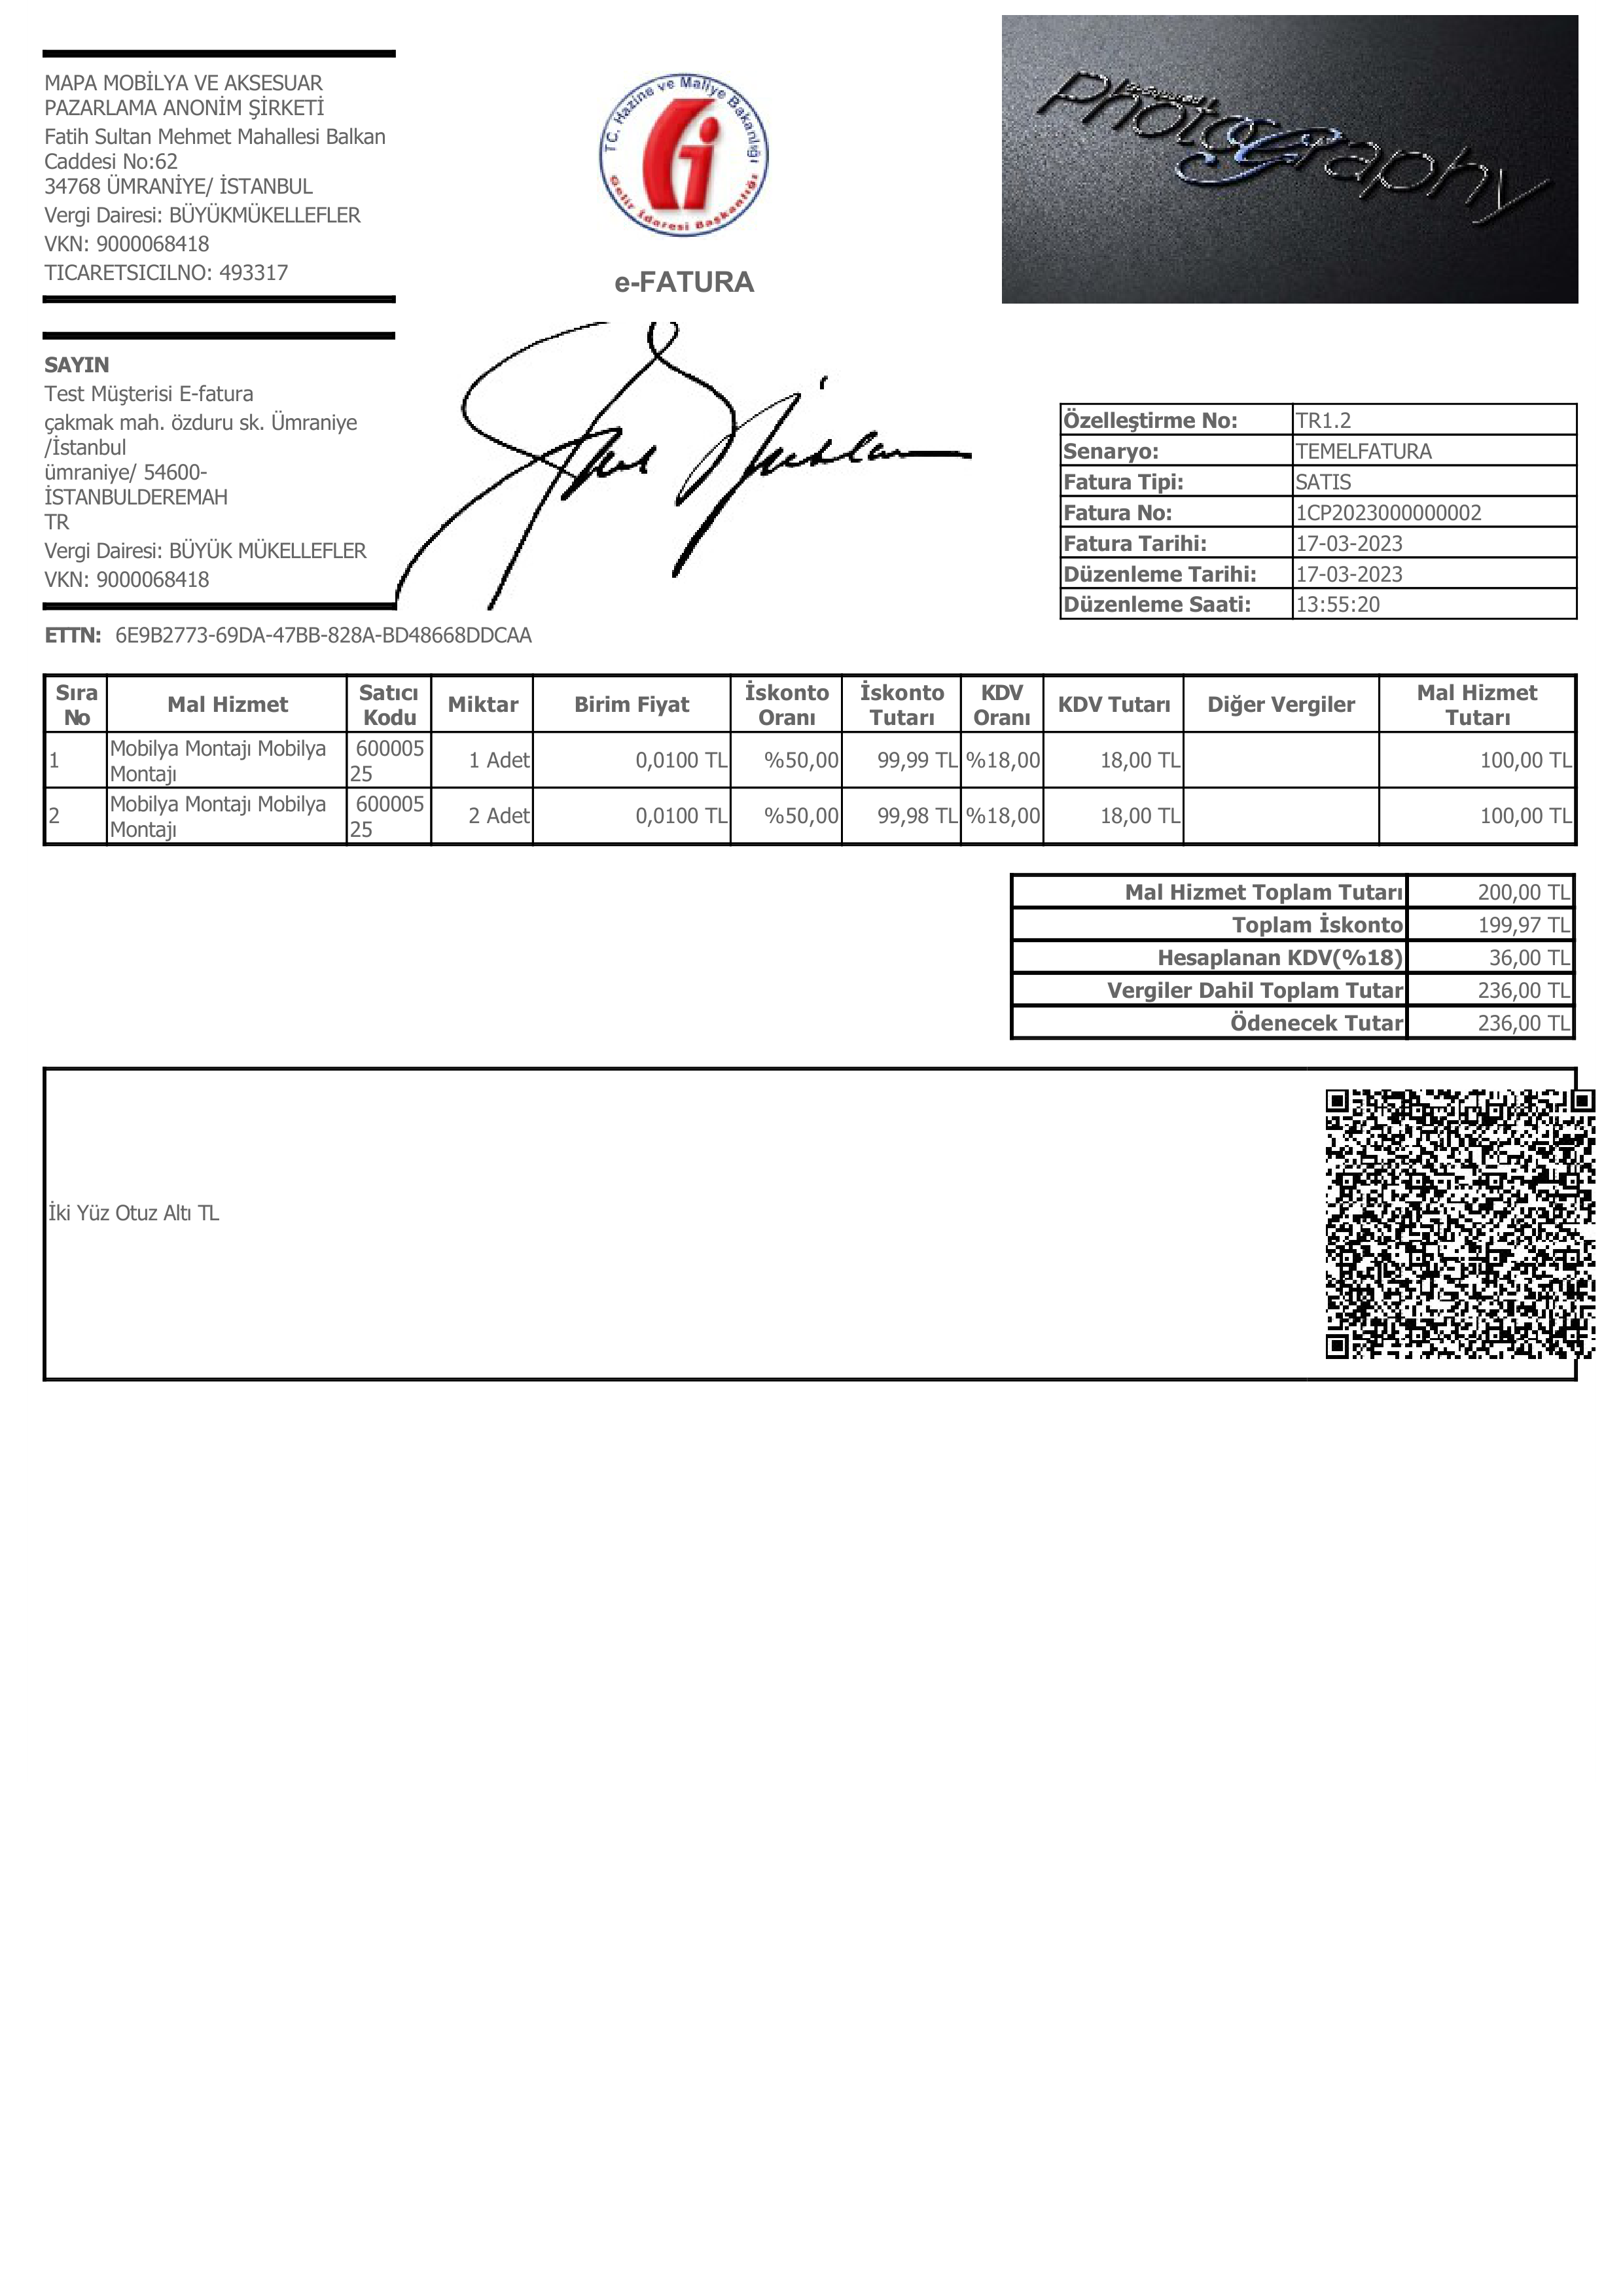 MAPA MOBİLYA VE AKSESUAR
PAZARLAMA ANONİM ŞİRKETİ
Fatih Sultan Mehmet Mahallesi Balkan
Caddesi No:62
34768 ÜMRANİYE/ İSTANBUL
Vergi Dairesi: BÜYÜKMÜKELLEFLER
VKN: 9000068418
TICARETSICILNO: 493317
T.C. Hazine ve Maliye Bakanlığı
Gelir İdaresi Başkanlığı
e-FATURA
photography
SAYIN
Test Müşterisi E-fatura
çakmak mah. özduru sk. Ümraniye
/İstanbul
ümraniye/ 54600-
İSTANBULDEREMAH
TR
Vergi Dairesi: BÜYÜK MÜKELLEFLER
VKN: 9000068418
Özelleştirme No: TR1.2
Senaryo: TEMELFATURA
Fatura Tipi: SATIS
Fatura No: 1CP2023000000002
Fatura Tarihi: 17-03-2023
Düzenleme Tarihi: 17-03-2023
Düzenleme Saati: 13:55:20
ETTN: 6E9B2773-69DA-47BB-828A-BD48668DDCAA
Sıra No Mal Hizmet Satıcı Kodu Miktar Birim Fiyat İskonto Oranı İskonto Tutarı KDV Oranı KDV Tutarı Diğer Vergiler Mal Hizmet Tutarı
1 Mobilya Montajı Mobilya Montajı 600005 25 1 Adet 0,0100 TL %50,00 99,99 TL %18,00 18,00 TL 100,00 TL
2 Mobilya Montajı Mobilya Montajı 600005 25 2 Adet 0,0100 TL %50,00 99,98 TL %18,00 18,00 TL 100,00 TL
Mal Hizmet Toplam Tutarı 200,00 TL
Toplam İskonto 199,97 TL
Hesaplanan KDV(%18) 36,00 TL
Vergiler Dahil Toplam Tutar 236,00 TL
Ödenecek Tutar 236,00 TL
İki Yüz Otuz Altı TL